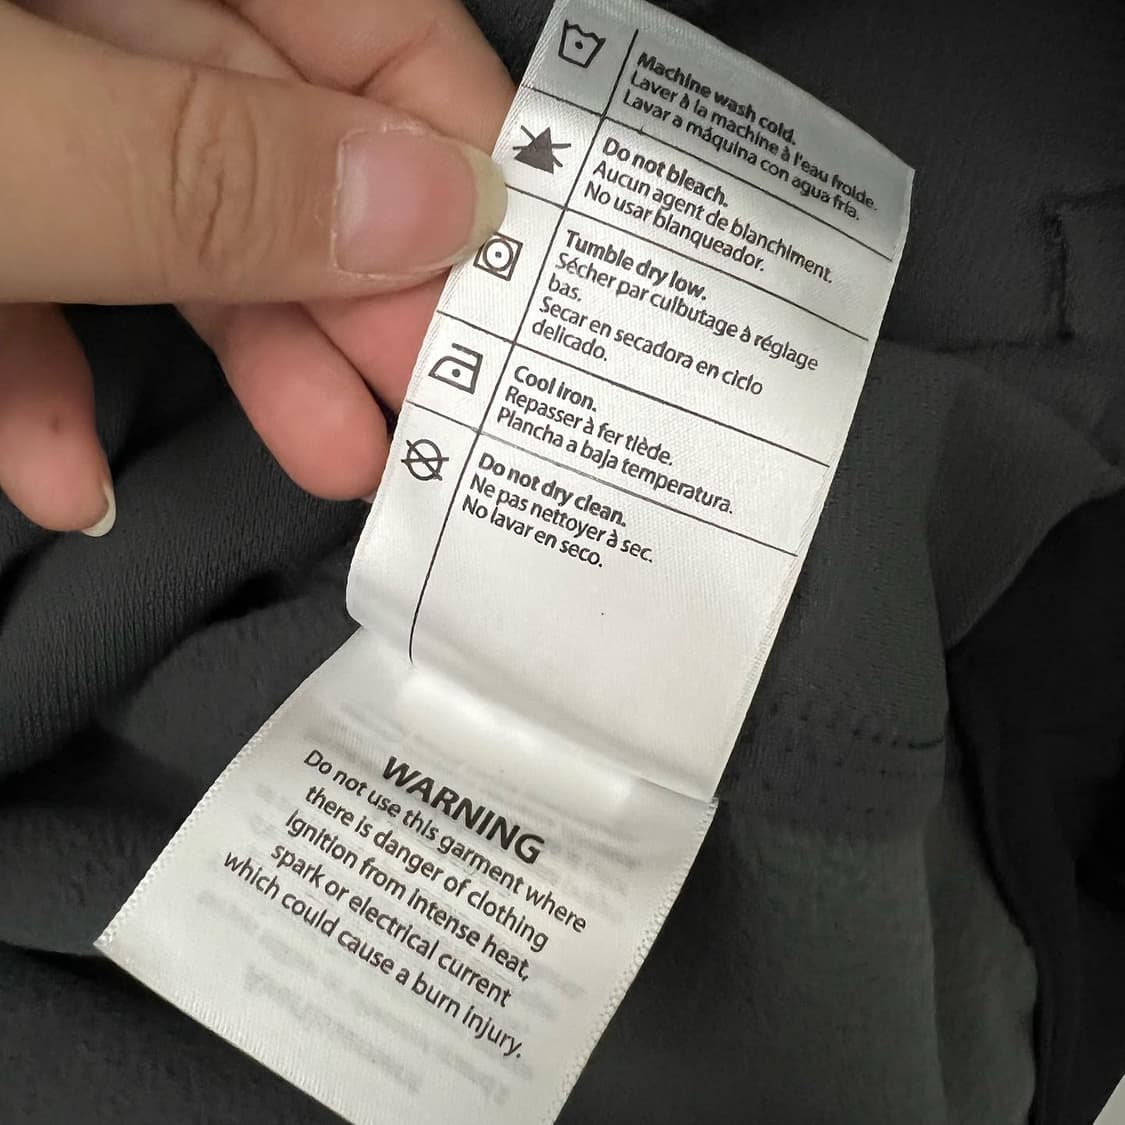 Machine wash cold.
Laver à la machine à l'eau froide.
Lavar a máquina con agua fría.
Do not bleach.
Aucun agent de blanchiment.
No usar blanqueador.
Tumble dry low.
Sécher par culbutage à réglage
bas.
Secar en secadora en ciclo
delicado.
Cool iron.
Repasser à fer tiède.
Plancha a baja temperatura.
Do not dry clean.
Ne pas nettoyer à sec.
No lavar en seco.
WARNING
Do not use this garment where
there is danger of clothing
ignition from intense heat,
spark or electrical current
which could cause a burn injury.